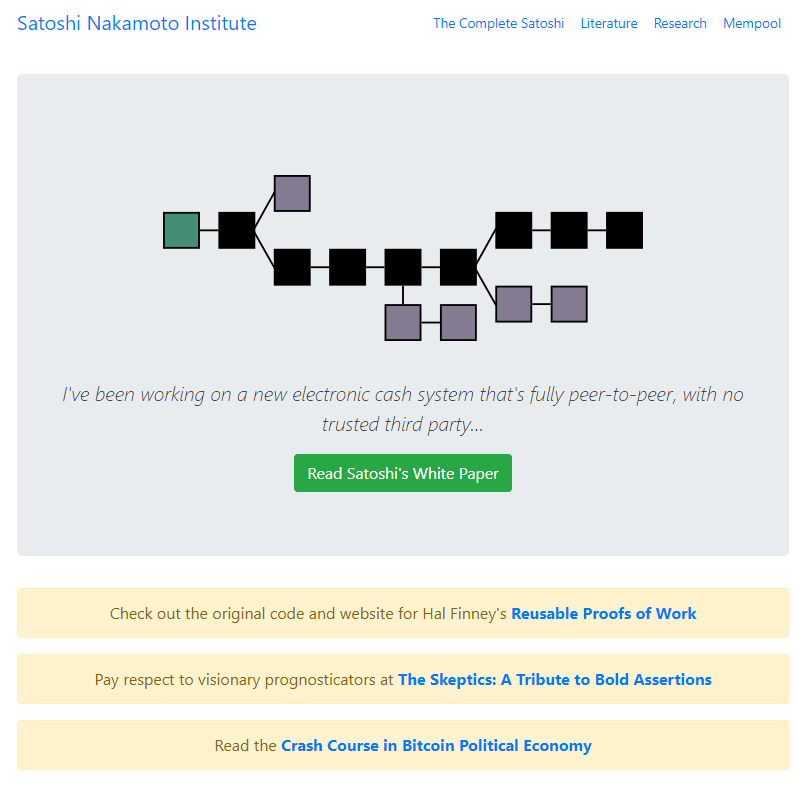 Satoshi Nakamoto Institute
The Complete Satoshi Literature Research Mempool
I've been working on a new electronic cash system that's fully peer-to-peer, with no
trusted third party...
Read Satoshi's White Paper
Check out the original code and website for Hal Finney's Reusable Proofs of Work
Pay respect to visionary prognosticators at The Skeptics: A Tribute to Bold Assertions
Read the Crash Course in Bitcoin Political Economy